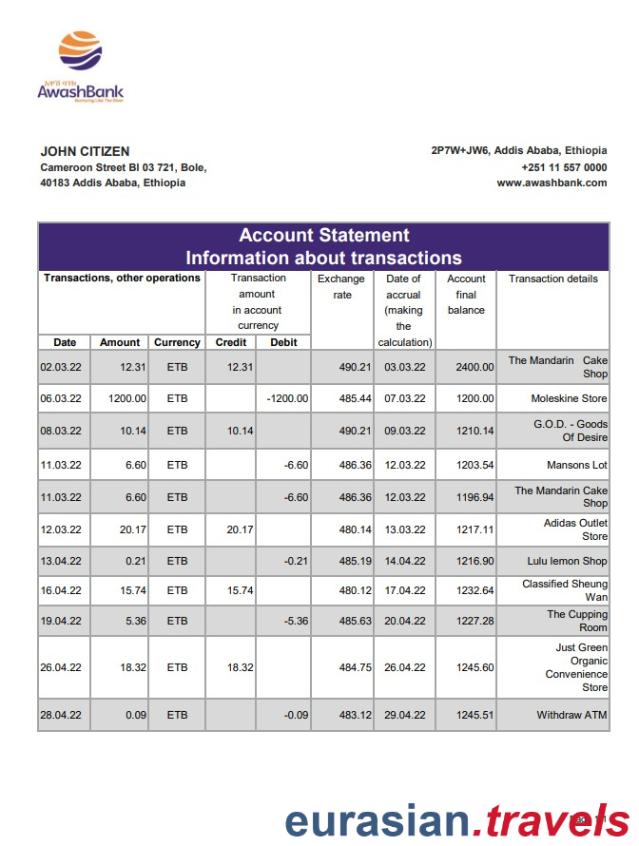 አዋሽ ባንክ
AwashBank
Nurturing Like The River
JOHN CITIZEN
Cameroon Street Bl 03 721, Bole,
40183 Addis Ababa, Ethiopia
2P7W+JW6, Addis Ababa, Ethiopia
+251 11 557 0000
www.awashbank.com
Account Statement
Information about transactions
Transactions, other operations
Transaction
amount
in account
currency
Exchange
rate
Date of
accrual
(making
the
calculation)
Account
final
balance
Transaction details
Date Amount Currency Credit Debit
02.03.22 12.31 ETB 12.31 490.21 03.03.22 2400.00 The Mandarin Cake
Shop
06.03.22 1200.00 ETB -1200.00 485.44 07.03.22 1200.00 Moleskine Store
08.03.22 10.14 ETB 10.14 490.21 09.03.22 1210.14 G.O.D. - Goods
Of Desire
11.03.22 6.60 ETB -6.60 486.36 12.03.22 1203.54 Mansons Lot
11.03.22 6.60 ETB -6.60 486.36 12.03.22 1196.94 The Mandarin Cake
Shop
12.03.22 20.17 ETB 20.17 480.14 13.03.22 1217.11 Adidas Outlet
Store
13.04.22 0.21 ETB -0.21 485.19 14.04.22 1216.90 Lulu lemon Shop
16.04.22 15.74 ETB 15.74 480.12 17.04.22 1232.64 Classified Sheung
Wan
19.04.22 5.36 ETB -5.36 485.63 20.04.22 1227.28 The Cupping
Room
26.04.22 18.32 ETB 18.32 484.75 26.04.22 1245.60 Just Green
Organic
Convenience
Store
28.04.22 0.09 ETB -0.09 483.12 29.04.22 1245.51 Withdraw ATM
eurasian.travels